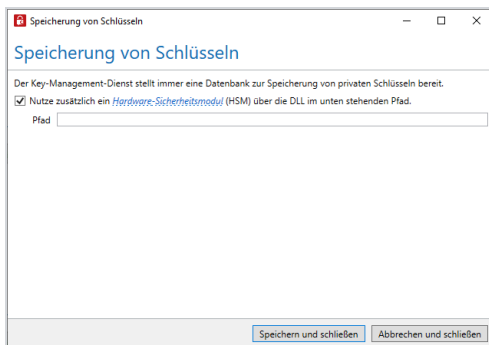 Speicherung von Schlüsseln
Speicherung von Schlüsseln
Der Key-Management-Dienst stellt immer eine Datenbank zur Speicherung von privaten Schlüsseln bereit.
Nutze zusätzlich ein Hardware-Sicherheitsmodul (HSM) über die DLL im unten stehenden Pfad.
Pfad
Speichern und schließen Abbrechen und schließen